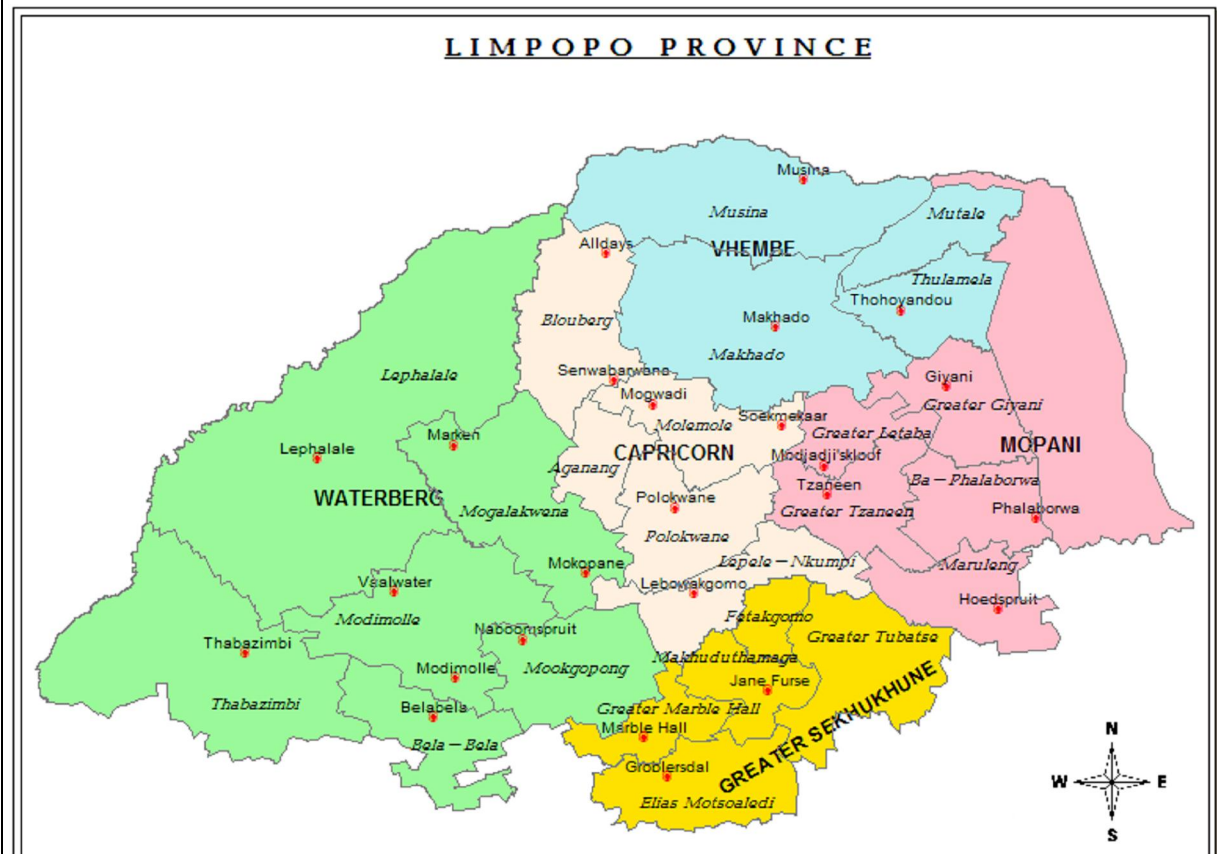 LIMPOPO PROVINCE
Musina
Musina
Mutale
Alldays
VHEMBE
Thulamela
Thohoyandou
Blouberg
Makhado
Makhado
Senwabarwana
Giyani
Lephalale
Mogwadi
Greater Giyani
Molemole
Soekmekaar
Greater Letaba
Marken
MOPANI
Lephalale
CAPRICORN
Modjadji'skloof
Aganang
Tzaneen
Ba-Phalaborwa
WATERBERG
Polokwane
Greater Tzaneen
Phalaborwa
Mogalakwena
Polokwane
Mokopane
Lepele-Nkumpi
Maruleng
Vaalwater
Lebowakgomo
Hoedspruit
Modimolle
Fetakgomo
Naboomspruit
Greater Tubatse
Thabazimbi
Makhuduthamaga
Modimolle
Mookgopong
Jane Furse
Thabazimbi
Belabela
Greater Marble Hall
Marble Hall
Bela-Bela
GREATER SEKHUKHUNE
Groblersdal
Elias Motsoaledi
N
W
E
S